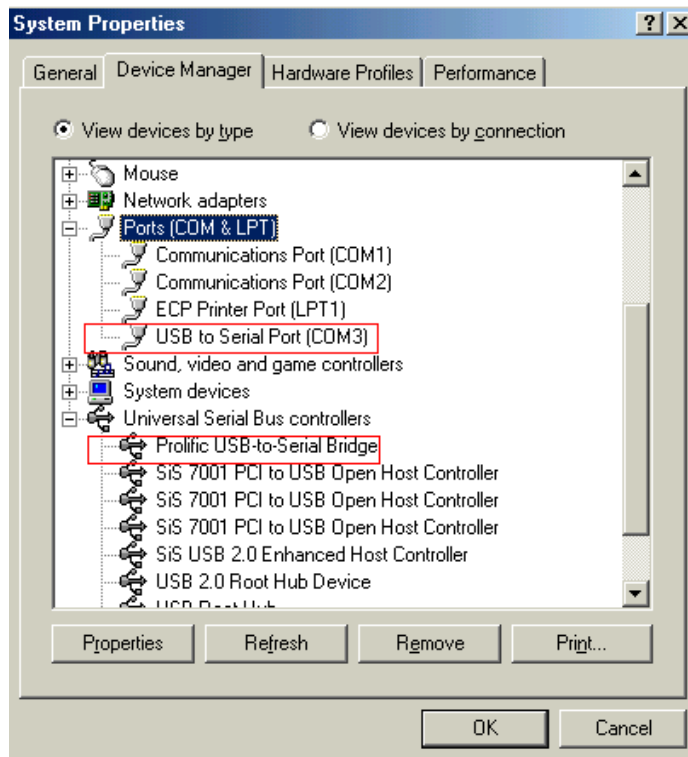 System Properties
General Device Manager Hardware Profiles Performance
View devices by type View devices by connection
Mouse
Network adapters
Ports (COM & LPT)
Communications Port (COM1)
Communications Port (COM2)
ECP Printer Port (LPT1)
USB to Serial Port (COM3)
Sound, video and game controllers
System devices
Universal Serial Bus controllers
Prolific USB-to-Serial Bridge
SiS 7001 PCI to USB Open Host Controller
SiS 7001 PCI to USB Open Host Controller
SiS 7001 PCI to USB Open Host Controller
SiS USB 2.0 Enhanced Host Controller
USB 2.0 Root Hub Device
USB Root Hub
Properties Refresh Remove Print...
OK Cancel